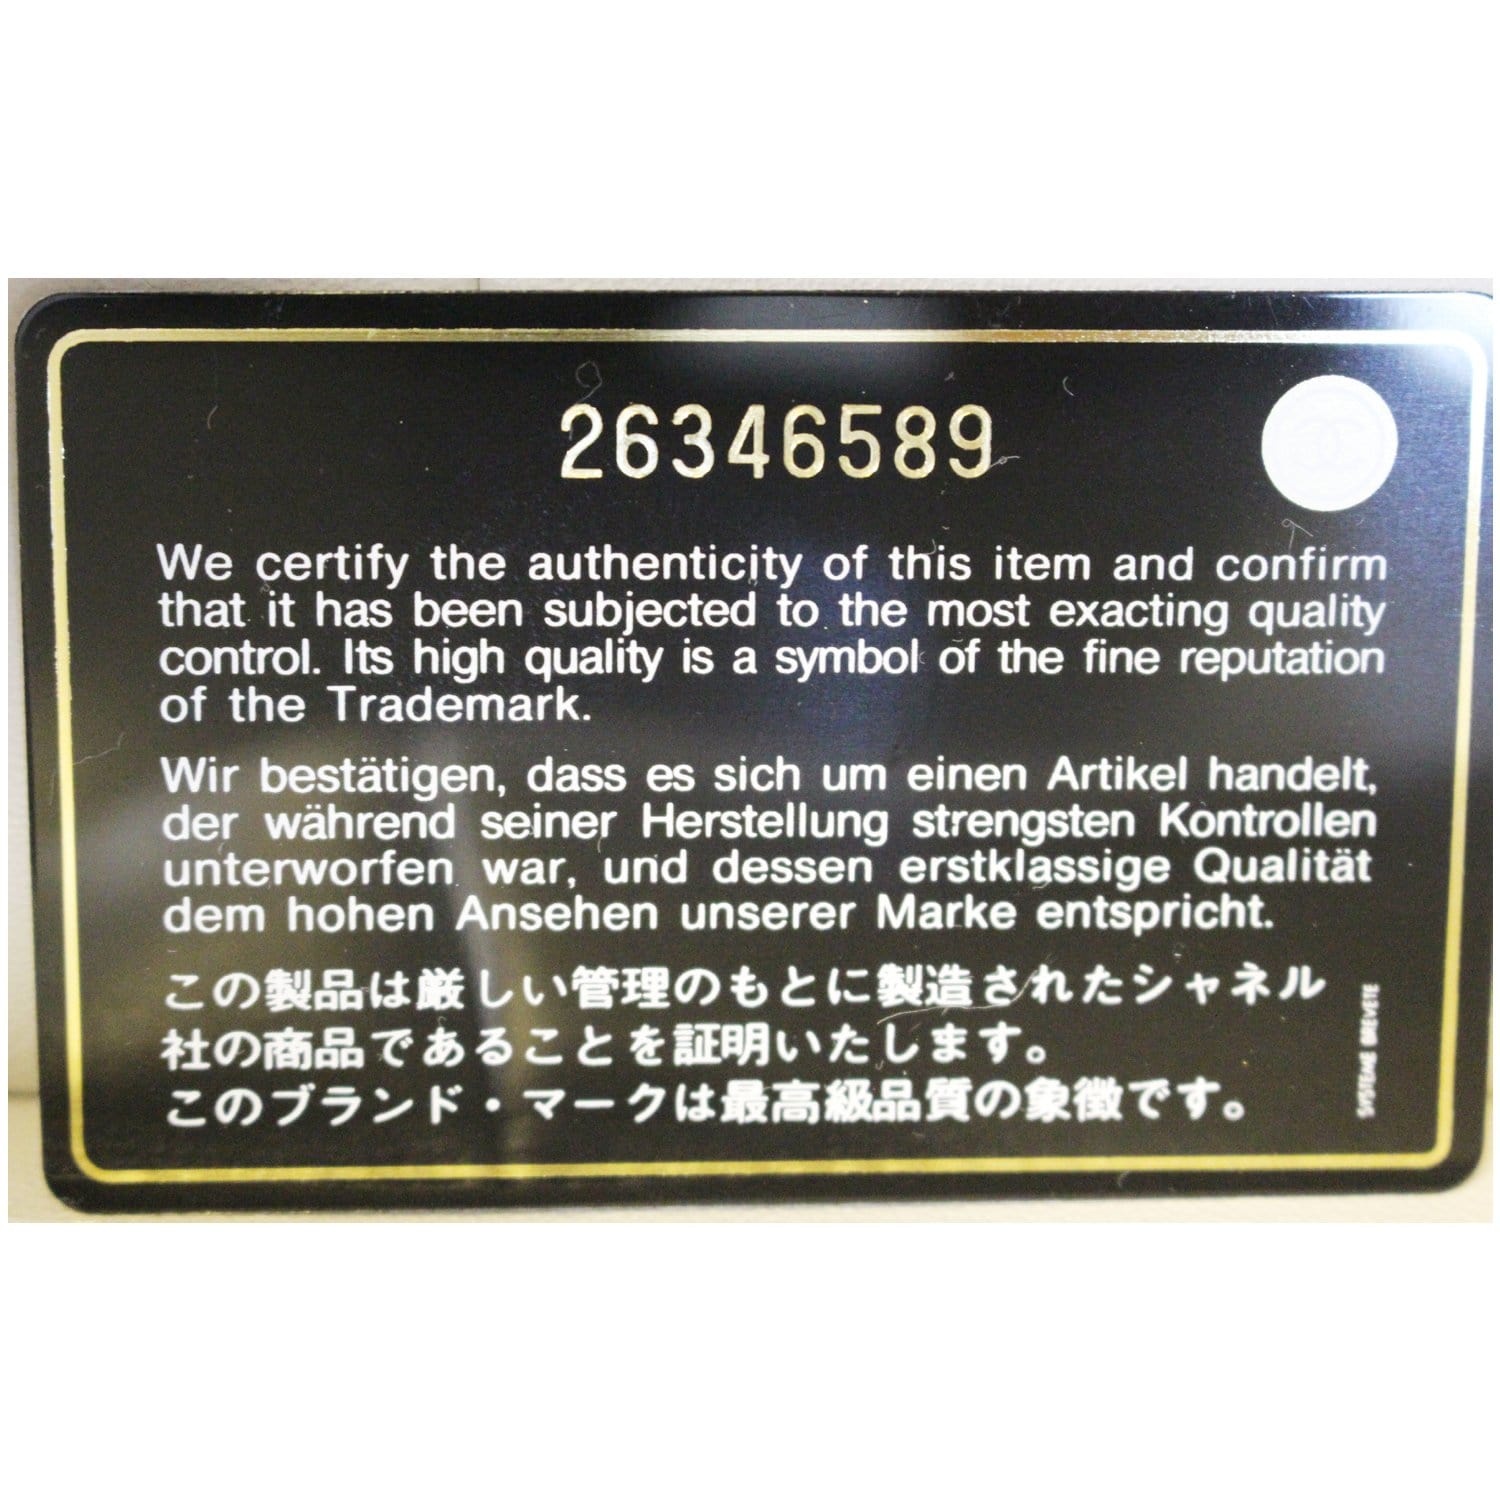 26346589
We certify the authenticity of this item and confirm
that it has been subjected to the most exacting quality
control. Its high quality is a symbol of the fine reputation
of the Trademark.
Wir bestätigen, dass es sich um einen Artikel handelt,
der während seiner Herstellung strengsten Kontrollen
unterworfen war, und dessen erstklassige Qualität
dem hohen Ansehen unserer Marke entspricht.
この製品は厳しい管理のもとに製造されたシャネル
社の商品であることを証明いたします。
このブランド・マークは最高級品質の象徴です。
SYSTEME BREVETE